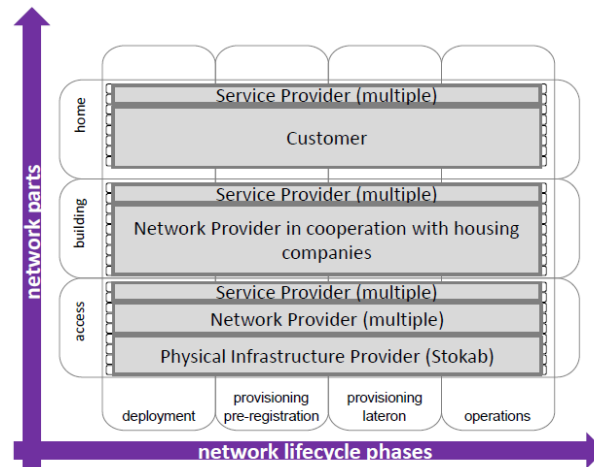 network parts
home
Service Provider (multiple)
Customer
building
Service Provider (multiple)
Network Provider in cooperation with housing
companies
access
Service Provider (multiple)
Network Provider (multiple)
Physical Infrastructure Provider (Stokab)
deployment
provisioning
pre-registration
provisioning
lateron
operations
network lifecycle phases